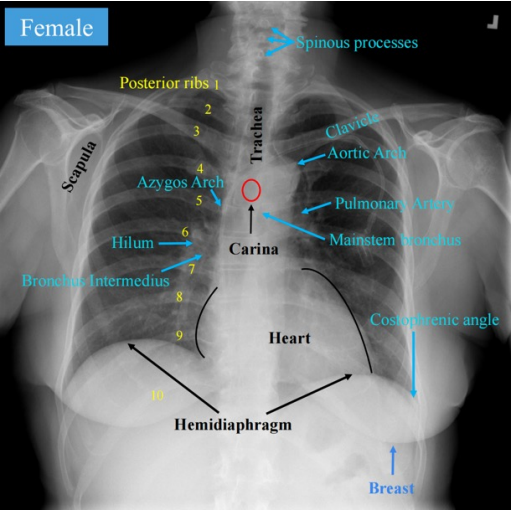 Female
Spinous processes
Posterior ribs 1
2
Trachea
3
Clavicle
Scapula
Aortic Arch
4
Azygos Arch
5
Pulmonary Artery
6
Hilum
Carina
Mainstem bronchus
7
Bronchus Intermedius
8
Costophrenic angle
9
Heart
10
Hemidiaphragm
Breast